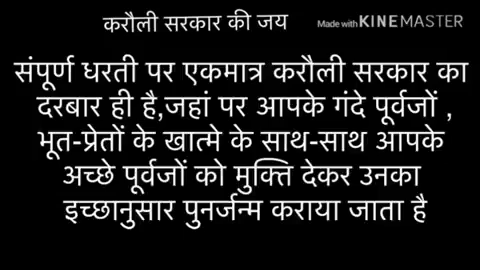 करौली सरकार की जय
Made with KINEMASTER
संपूर्ण धरती पर एकमात्र करौली सरकार का
दरबार ही है,जहां पर आपके गंदे पूर्वजों ,
भूत-प्रेतों के खात्मे के साथ-साथ आपके
अच्छे पूर्वजों को मुक्ति देकर उनका
इच्छानुसार पुनर्जन्म कराया जाता है